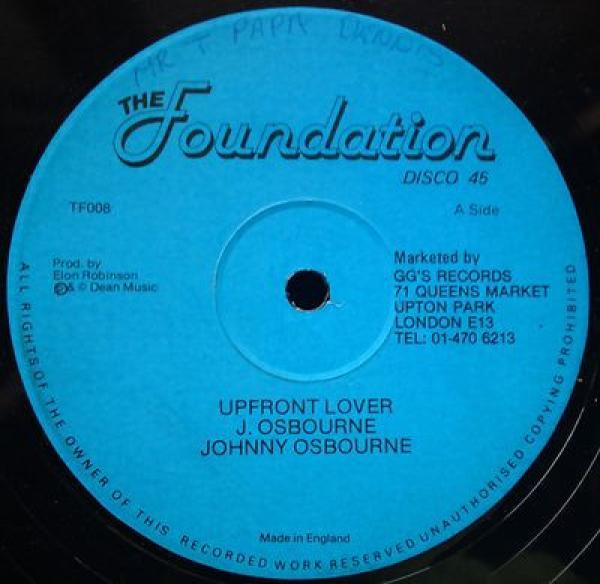 MR T PAPA DENNIS
THE Foundation
DISCO 45
TF008
A Side
Prod. by
Elon Robinson
℗ & © Dean Music
Marketed by
GG'S RECORDS
71 QUEENS MARKET
UPTON PARK
LONDON E13
TEL: 01-470 6213
UPFRONT LOVER
J. OSBOURNE
JOHNNY OSBOURNE
Made in England
ALL RIGHTS OF THE OWNER OF THIS RECORDED WORK RESERVED UNAUTHORISED COPYING PROHIBITED